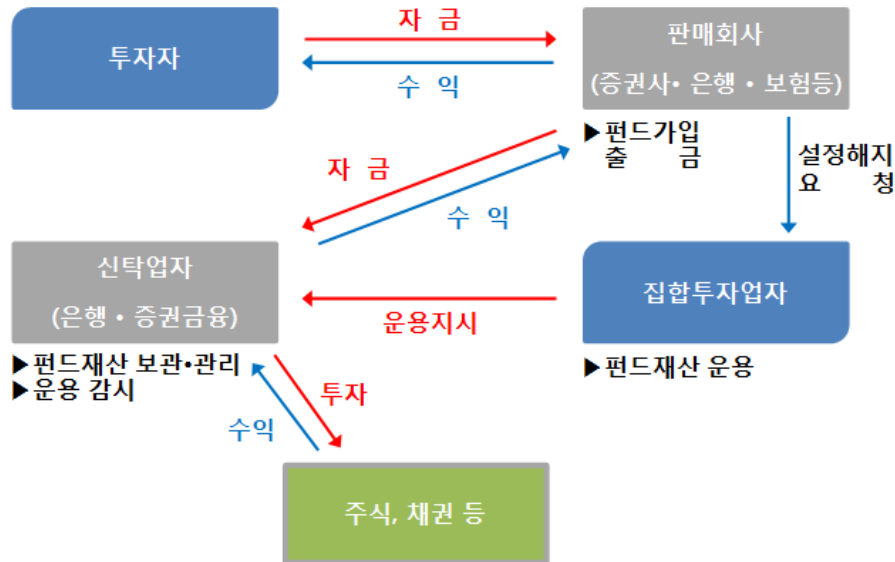 자 금
투자자
수 익
판매회사
(증권사• 은행 • 보험등)
▶펀드가입
출 금
설정해지
요 청
자 금
수 익
신탁업자
(은행 • 증권금융)
▶펀드재산 보관•관리
▶운용 감시
운용지시
집합투자업자
▶펀드재산 운용
투자
수익
주식, 채권 등